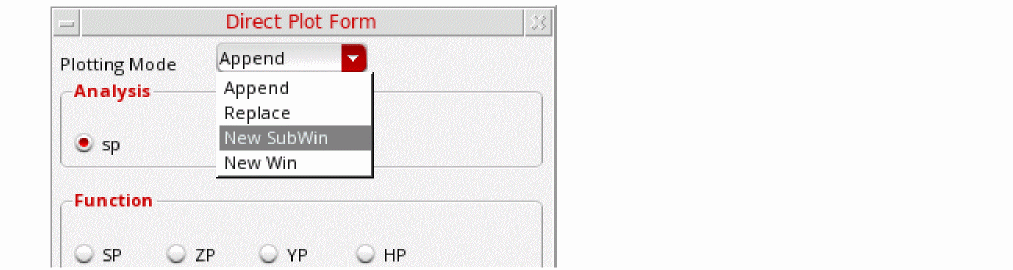 Direct Plot Form
Plotting Mode Append
Append
Replace
New SubWin
New Win
Analysis
sp
Function
SP ZP YP HP